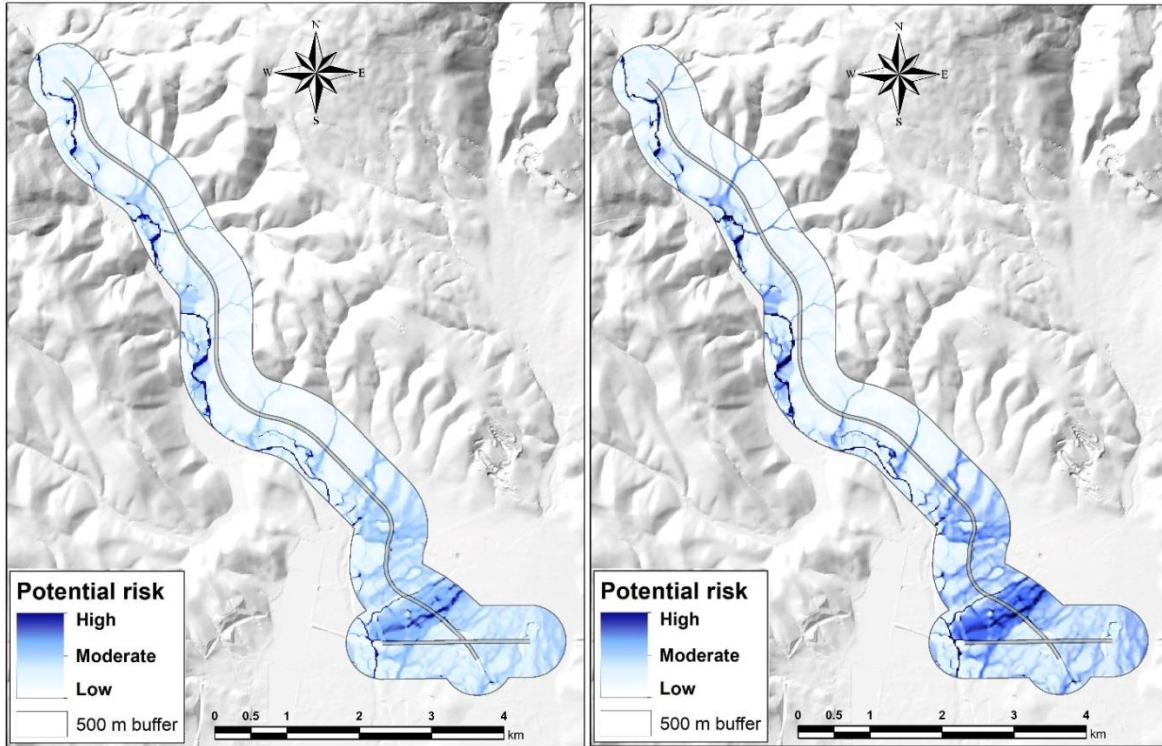 N
W E
S
Potential risk
High
Moderate
Low
500 m buffer
0 0.5 1 2 3 4
km
N
W E
S
Potential risk
High
Moderate
Low
500 m buffer
0 0.5 1 2 3 4
km